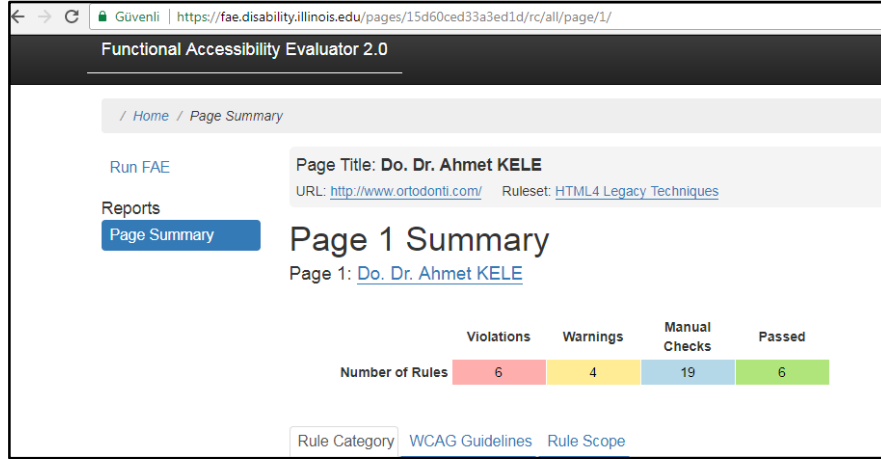 Güvenli | https://fae.disability.illinois.edu/pages/15d60ced33a3ed1d/rc/all/page/1/
Functional Accessibility Evaluator 2.0
/ Home / Page Summary
Run FAE
Reports
Page Summary
Page Title: Do. Dr. Ahmet KELE
URL: http://www.ortodonti.com/ Ruleset: HTML4 Legacy Techniques
Page 1 Summary
Page 1: Do. Dr. Ahmet KELE
Violations Warnings Manual Checks Passed
Number of Rules 6 4 19 6
Rule Category WCAG Guidelines Rule Scope